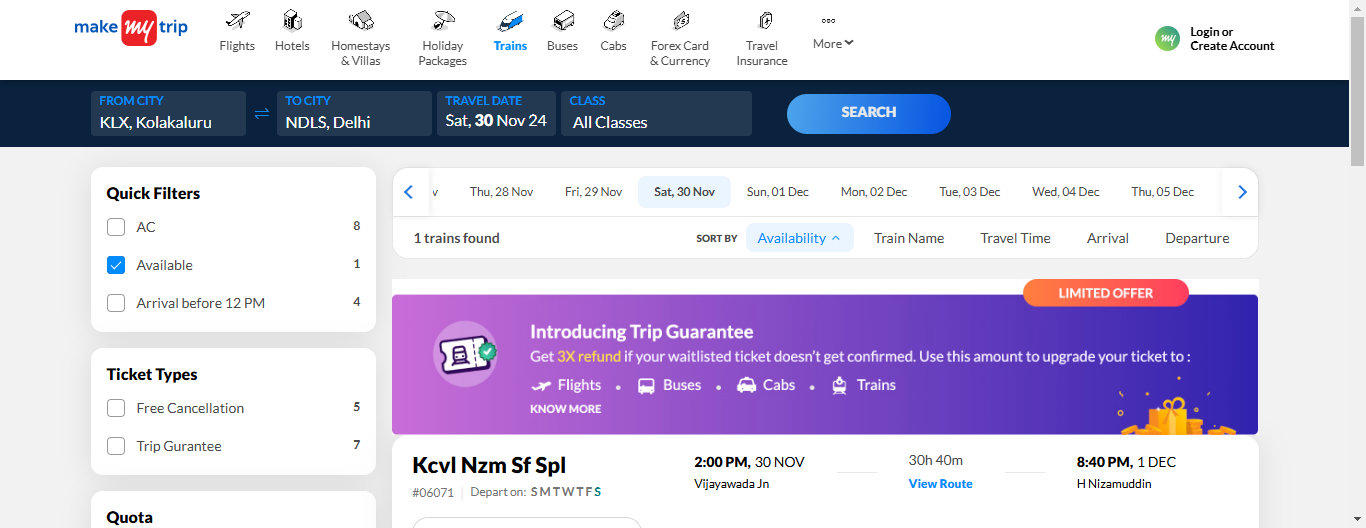 make my trip
Flights
Hotels
Homestays
& Villas
Holiday
Packages
Trains
Buses
Cabs
Forex Card
& Currency
Travel
Insurance
More
my
Login or
Create Account
FROM CITY
KLX, Kolakaluru
TO CITY
NDLS, Delhi
TRAVEL DATE
Sat, 30 Nov 24
CLASS
All Classes
SEARCH
Quick Filters
AC 8
Available 1
Arrival before 12 PM 4
Ticket Types
Free Cancellation 5
Trip Gurantee 7
Quota
v Thu, 28 Nov Fri, 29 Nov Sat, 30 Nov Sun, 01 Dec Mon, 02 Dec Tue, 03 Dec Wed, 04 Dec Thu, 05 Dec
1 trains found SORT BY Availability Train Name Travel Time Arrival Departure
LIMITED OFFER
Introducing Trip Guarantee
Get 3X refund if your waitlisted ticket doesn't get confirmed. Use this amount to upgrade your ticket to :
Flights • Buses • Cabs • Trains
KNOW MORE
Kcvl Nzm Sf Spl
#06071 Depart on: S M T W T F S
2:00 PM, 30 NOV
Vijayawada Jn
30h 40m
View Route
8:40 PM, 1 DEC
H Nizamuddin